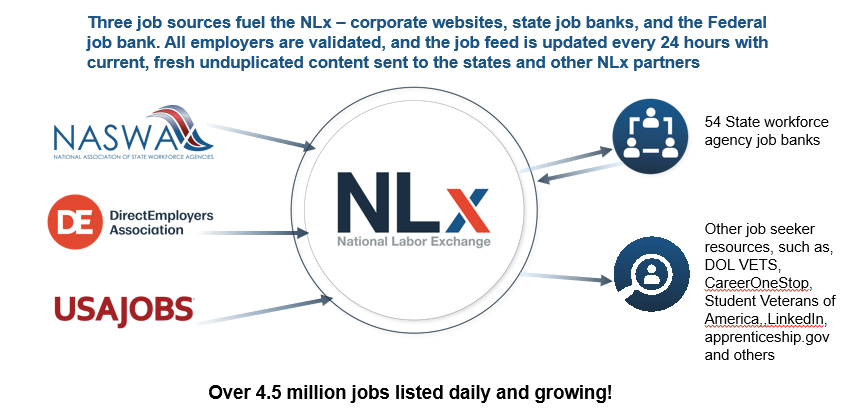 Three job sources fuel the NLx – corporate websites, state job banks, and the Federal
job bank. All employers are validated, and the job feed is updated every 24 hours with
current, fresh unduplicated content sent to the states and other NLx partners
NASWA
NATIONAL ASSOCIATION OF STATE WORKFORCE AGENCIES
DE
DirectEmployers
Association
USAJOBS
NLx
National Labor Exchange
54 State workforce
agency job banks
Other job seeker
resources, such as,
DOL VETS,
CareerOneStop,
Student Veterans of
America,,LinkedIn,
apprenticeship.gov
and others
Over 4.5 million jobs listed daily and growing!